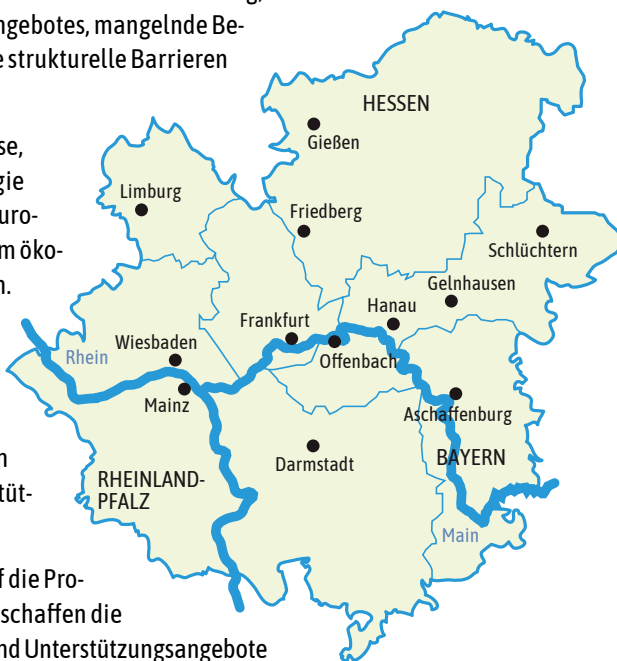 ngebotes, mangelnde Be-
e strukturelle Barrieren
se,
gie
uro-
m öko-
n.
n
tüt-
f die Pro-
schaffen die
nd Unterstützungsangebote
HESSEN
Gießen
Limburg
Friedberg
Schlüchtern
Gelnhausen
Hanau
Frankfurt
Offenbach
Wiesbaden
Rhein
Mainz
Aschaffenburg
Darmstadt
BAYERN
RHEINLAND-
PFALZ
Main